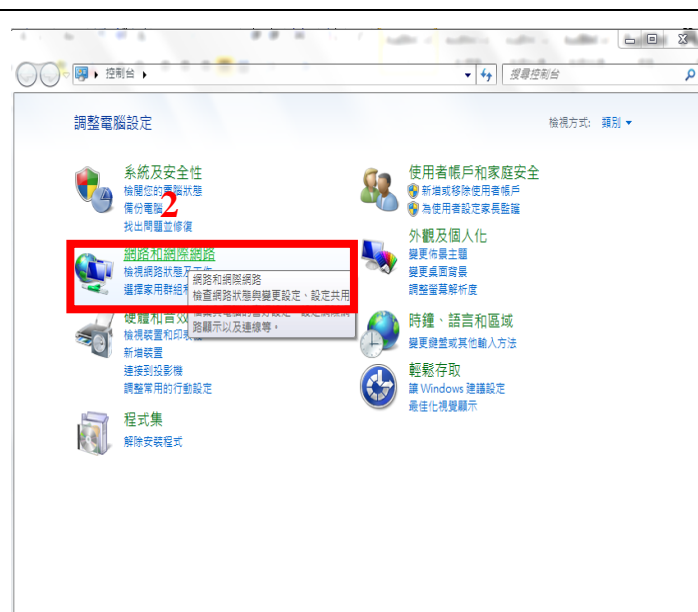 控制台
搜尋控制台
調整電腦設定
檢視方式: 類別
系統及安全性
檢閱您的電腦狀態
備份電腦
找出問題並修復
2
網路和網際網路
檢視網路狀態及工作
選擇家用群組和
網路和網際網路
檢查網路狀態與變更設定、設定共用
路顯示以及連線等。
硬體和音效
檢視裝置和印表機
新增裝置
連接到投影機
調整常用的行動設定
程式集
解除安裝程式
使用者帳戶和家庭安全
新增或移除使用者帳戶
為使用者設定家長監護
外觀及個人化
變更佈景主題
變更桌面背景
調整螢幕解析度
時鐘、語言和區域
變更鍵盤或其他輸入方法
輕鬆存取
讓 Windows 建議設定
最佳化視覺顯示